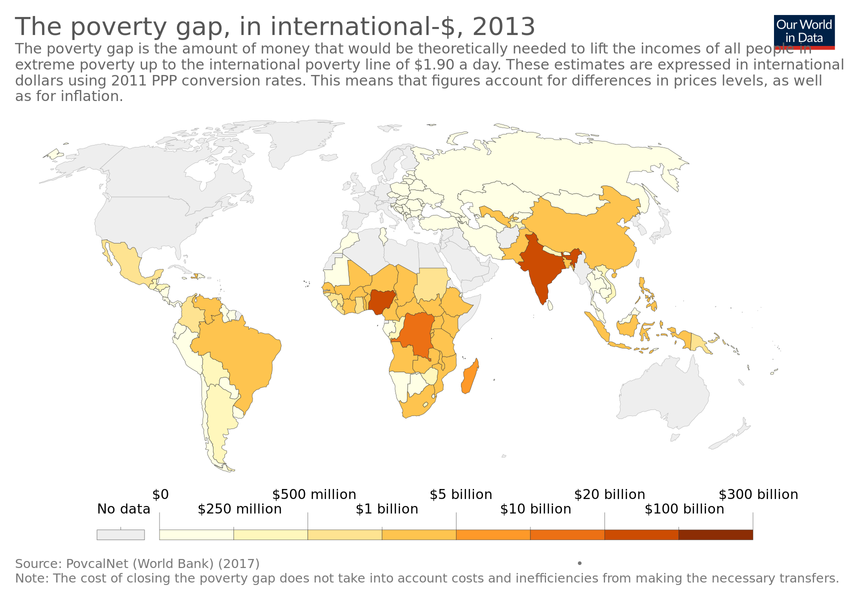 The poverty gap, in international-$, 2013
Our World
in Data
The poverty gap is the amount of money that would be theoretically needed to lift the incomes of all people in
extreme poverty up to the international poverty line of $1.90 a day. These estimates are expressed in international
dollars using 2011 PPP conversion rates. This means that figures account for differences in prices levels, as well
as for inflation.
$0 $500 million $5 billion $20 billion $300 billion
No data $250 million $1 billion $10 billion $100 billion
Source: PovcalNet (World Bank) (2017)
Note: The cost of closing the poverty gap does not take into account costs and inefficiencies from making the necessary transfers.